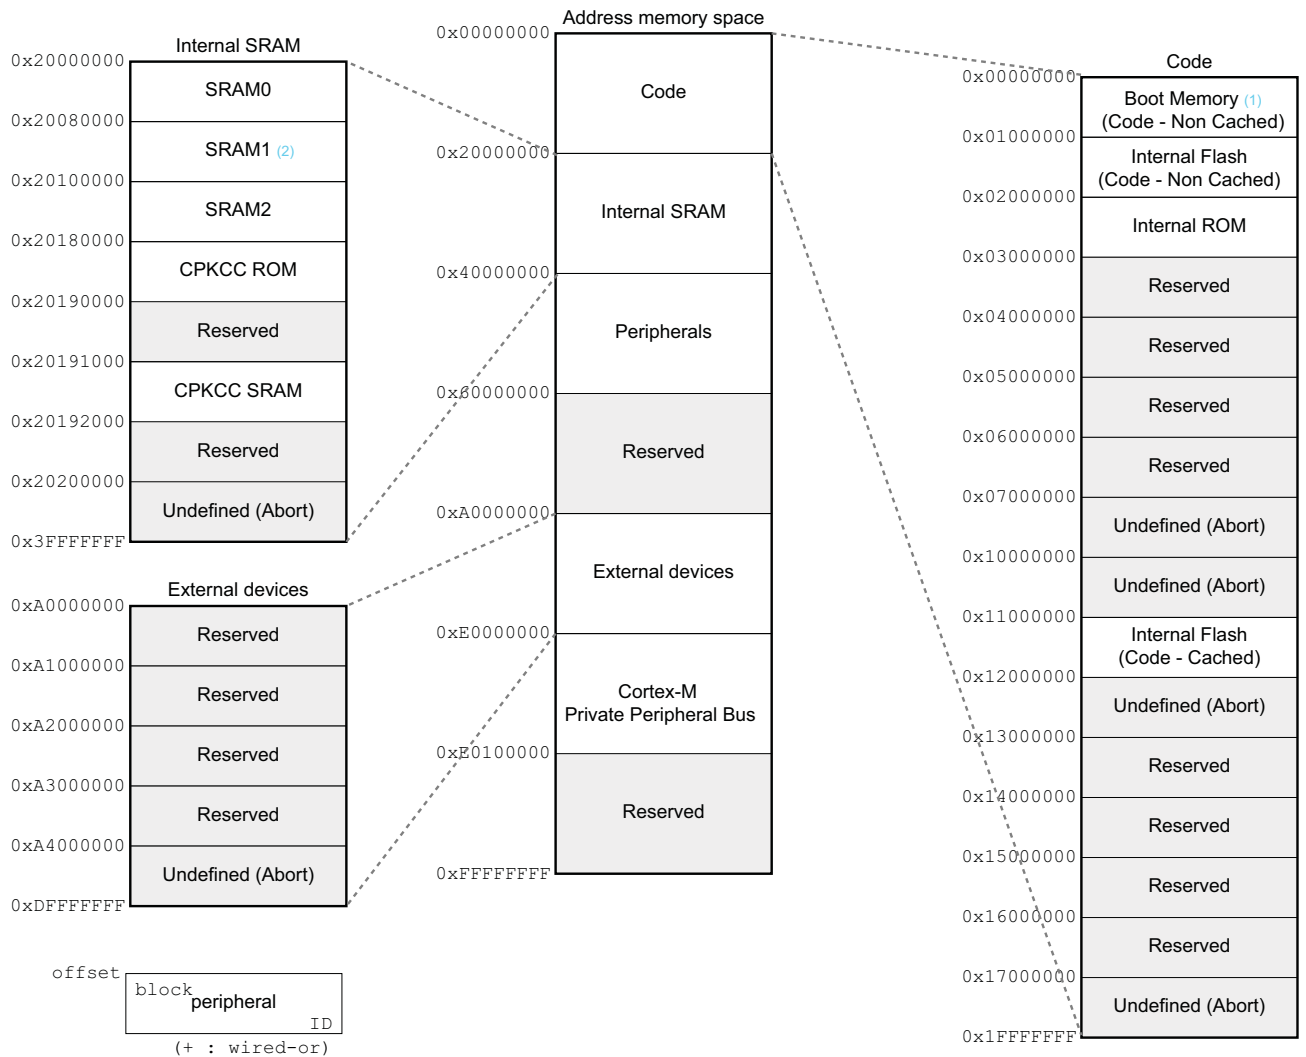 Internal SRAM
0x20000000
SRAM0
0x20080000
SRAM1 (2)
0x20100000
SRAM2
0x20180000
CPKCC ROM
0x20190000
Reserved
0x20191000
CPKCC SRAM
0x20192000
Reserved
0x20200000
Undefined (Abort)
0x3FFFFFFF
External devices
0xA0000000
Reserved
0xA1000000
Reserved
0xA2000000
Reserved
0xA3000000
Reserved
0xA4000000
Undefined (Abort)
0xDFFFFFFF
offset
block
peripheral
ID
(+ : wired-or)
Address memory space
0x00000000
Code
0x20000000
Internal SRAM
0x40000000
Peripherals
0x60000000
Reserved
0xA0000000
External devices
0xE0000000
Cortex-M
Private Peripheral Bus
0xE0100000
Reserved
0xFFFFFFFF
Code
0x00000000
Boot Memory (1)
(Code - Non Cached)
0x01000000
Internal Flash
(Code - Non Cached)
0x02000000
Internal ROM
0x03000000
Reserved
0x04000000
Reserved
0x05000000
Reserved
0x06000000
Reserved
0x07000000
Undefined (Abort)
0x10000000
Undefined (Abort)
0x11000000
Internal Flash
(Code - Cached)
0x12000000
Undefined (Abort)
0x13000000
Reserved
0x14000000
Reserved
0x15000000
Reserved
0x16000000
Reserved
0x17000000
Undefined (Abort)
0x1FFFFFFF